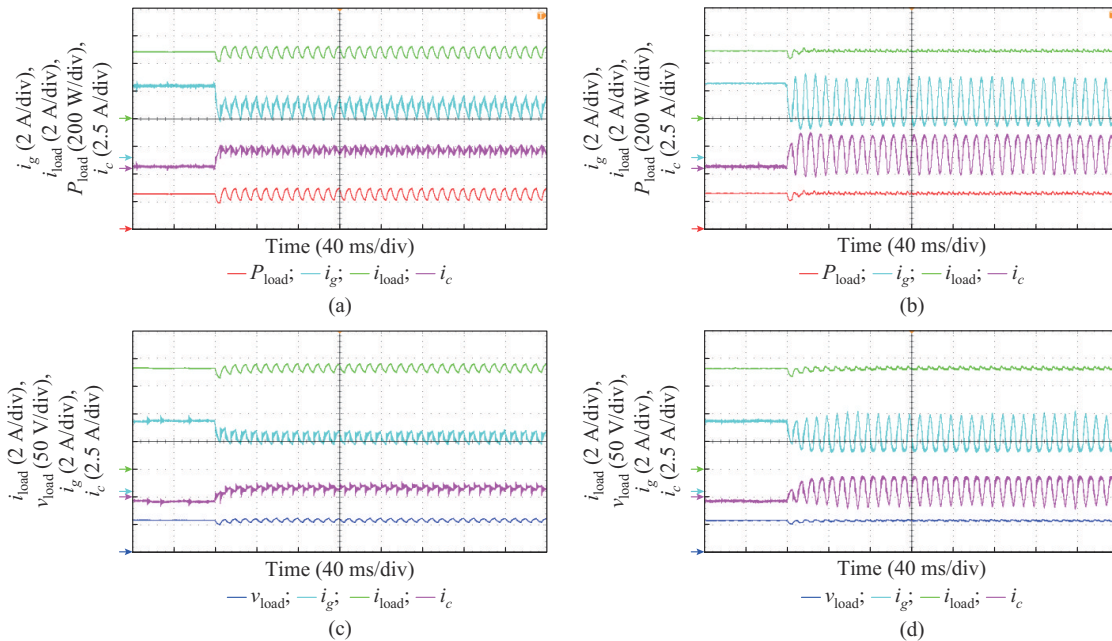 i_g (2 A/div),
i_load (2 A/div),
P_load (200 W/div),
i_c (2.5 A/div)
Time (40 ms/div)
P_load; i_g; i_load; i_c
(a)
i_g (2 A/div),
i_load (2 A/div),
P_load (200 W/div),
i_c (2.5 A/div)
Time (40 ms/div)
P_load; i_g; i_load; i_c
(b)
i_load (2 A/div),
v_load (50 V/div),
i_g (2 A/div),
i_c (2.5 A/div)
Time (40 ms/div)
v_load; i_g; i_load; i_c
(c)
i_load (2 A/div),
v_load (50 V/div),
i_g (2 A/div),
i_c (2.5 A/div)
Time (40 ms/div)
v_load; i_g; i_load; i_c
(d)